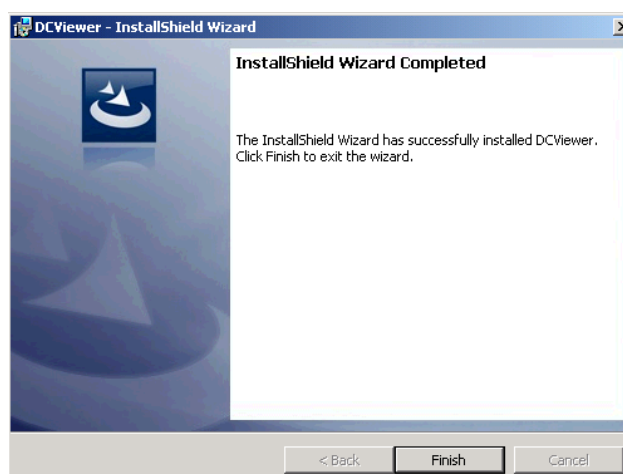 DCViewer - InstallShield Wizard
InstallShield Wizard Completed
The InstallShield Wizard has successfully installed DCViewer.
Click Finish to exit the wizard.
< Back
Finish
Cancel